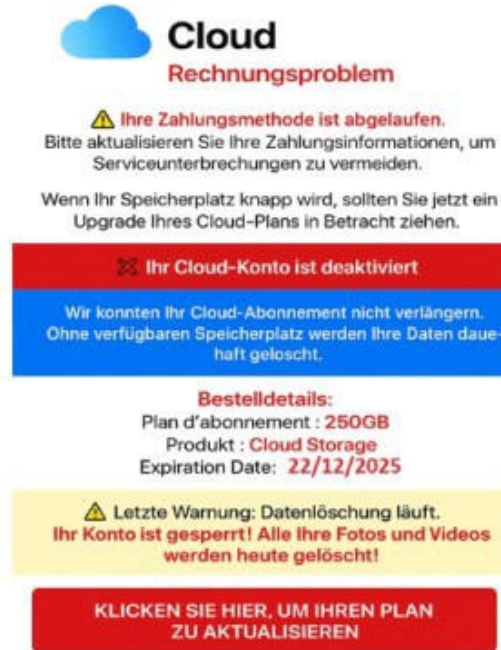 Cloud
Rechnungsproblem
⚠ Ihre Zahlungsmethode ist abgelaufen.
Bitte aktualisieren Sie Ihre Zahlungsinformationen, um
Serviceunterbrechungen zu vermeiden.
Wenn Ihr Speicherplatz knapp wird, sollten Sie jetzt ein
Upgrade Ihres Cloud-Plans in Betracht ziehen.
Ihr Cloud-Konto ist deaktiviert
Wir konnten Ihr Cloud-Abonnement nicht verlängern.
Ohne verfügbaren Speicherplatz werden Ihre Daten daue-
haft geloscht.
Bestelldetails:
Plan d'abonnement : 250GB
Produkt : Cloud Storage
Expiration Date: 22/12/2025
⚠ Letzte Warnung: Datenlöschung läuft.
Ihr Konto ist gesperrt! Alle Ihre Fotos und Videos
werden heute gelöscht!
KLICKEN SIE HIER, UM IHREN PLAN
ZU AKTUALISIEREN